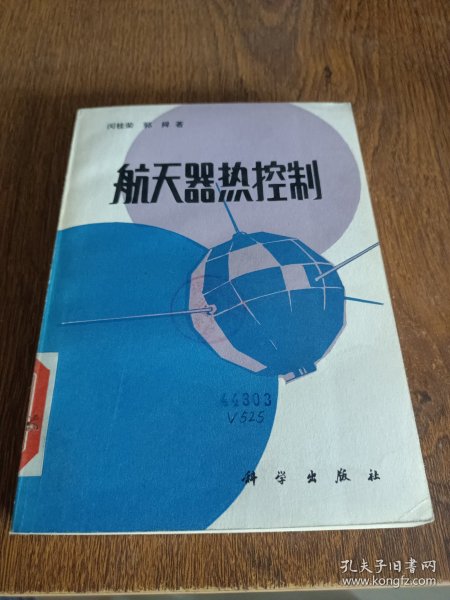 闵桂荣 郭舜 著
航天器热控制
44303
V525
科学出版社
孔夫子旧书网
www.kongfz.com